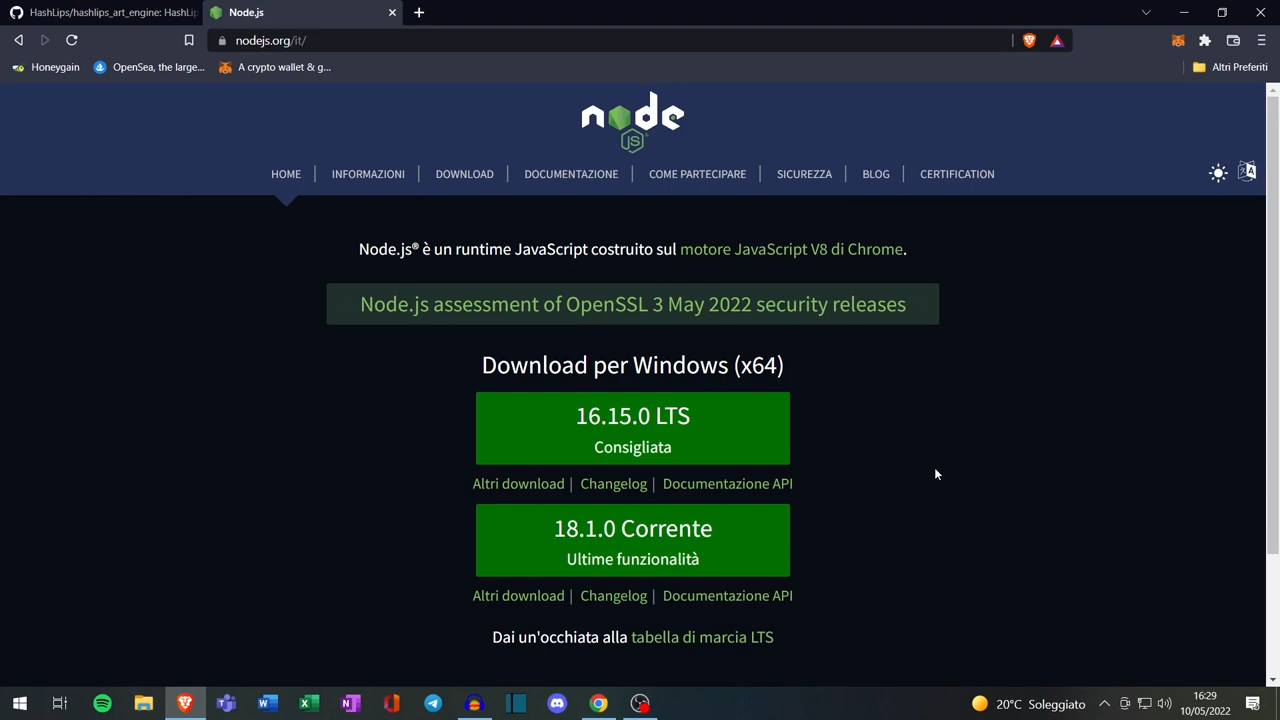 HashLips/hashlips_art_engine: HashLi
Node.js
nodejs.org/it/
Honeygain
OpenSea, the large...
A crypto wallet & g...
Altri Preferiti
node
JS
HOME
INFORMAZIONI
DOWNLOAD
DOCUMENTAZIONE
COME PARTECIPARE
SICUREZZA
BLOG
CERTIFICATION
Node.js® è un runtime JavaScript costruito sul motore JavaScript V8 di Chrome.
Node.js assessment of OpenSSL 3 May 2022 security releases
Download per Windows (x64)
16.15.0 LTS
Consigliata
Altri download | Changelog | Documentazione API
18.1.0 Corrente
Ultime funzionalità
Altri download | Changelog | Documentazione API
Dai un'occhiata alla tabella di marcia LTS
20°C Soleggiato
16:29
10/05/2022